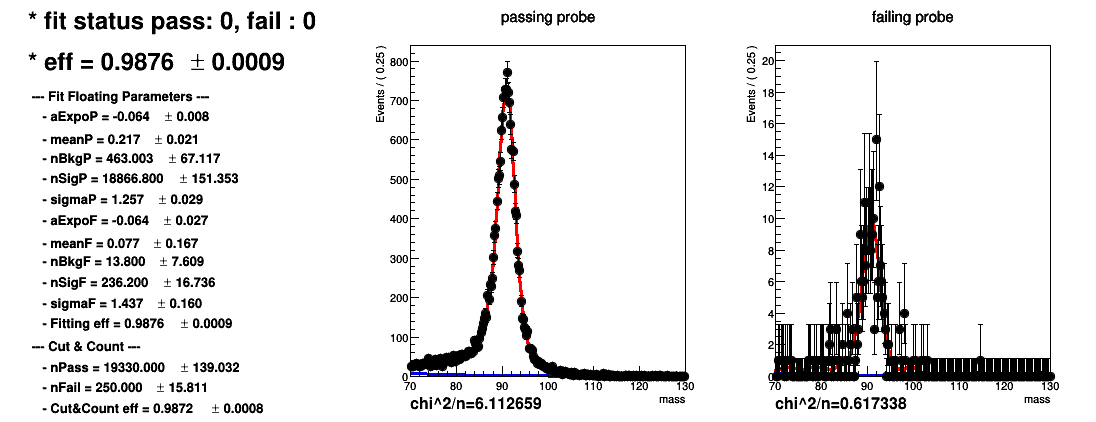 * fit status pass: 0, fail : 0
* eff = 0.9876 ± 0.0009
--- Fit Floating Parameters ---
- aExpoP = -0.064 ± 0.008
- meanP = 0.217 ± 0.021
- nBkgP = 463.003 ± 67.117
- nSigP = 18866.800 ± 151.353
- sigmaP = 1.257 ± 0.029
- aExpoF = -0.064 ± 0.027
- meanF = 0.077 ± 0.167
- nBkgF = 13.800 ± 7.609
- nSigF = 236.200 ± 16.736
- sigmaF = 1.437 ± 0.160
- Fitting eff = 0.9876 ± 0.0009
--- Cut & Count ---
- nPass = 19330.000 ± 139.032
- nFail = 250.000 ± 15.811
- Cut&Count eff = 0.9872 ± 0.0008
passing probe
Events / ( 0.25 )
800
700
600
500
400
300
200
100
0
70 80 90 100 110 120 130
mass
chi^2/n=6.112659
failing probe
Events / ( 0.25 )
20
18
16
14
12
10
8
6
4
2
0
70 80 90 100 110 120 130
mass
chi^2/n=0.617338